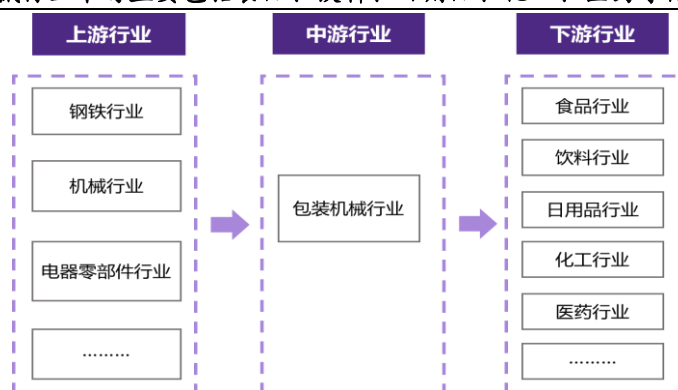 上游行业
中游行业
下游行业
钢铁行业
机械行业
电器零部件行业
………
包装机械行业
食品行业
饮料行业
日用品行业
化工行业
医药行业
………